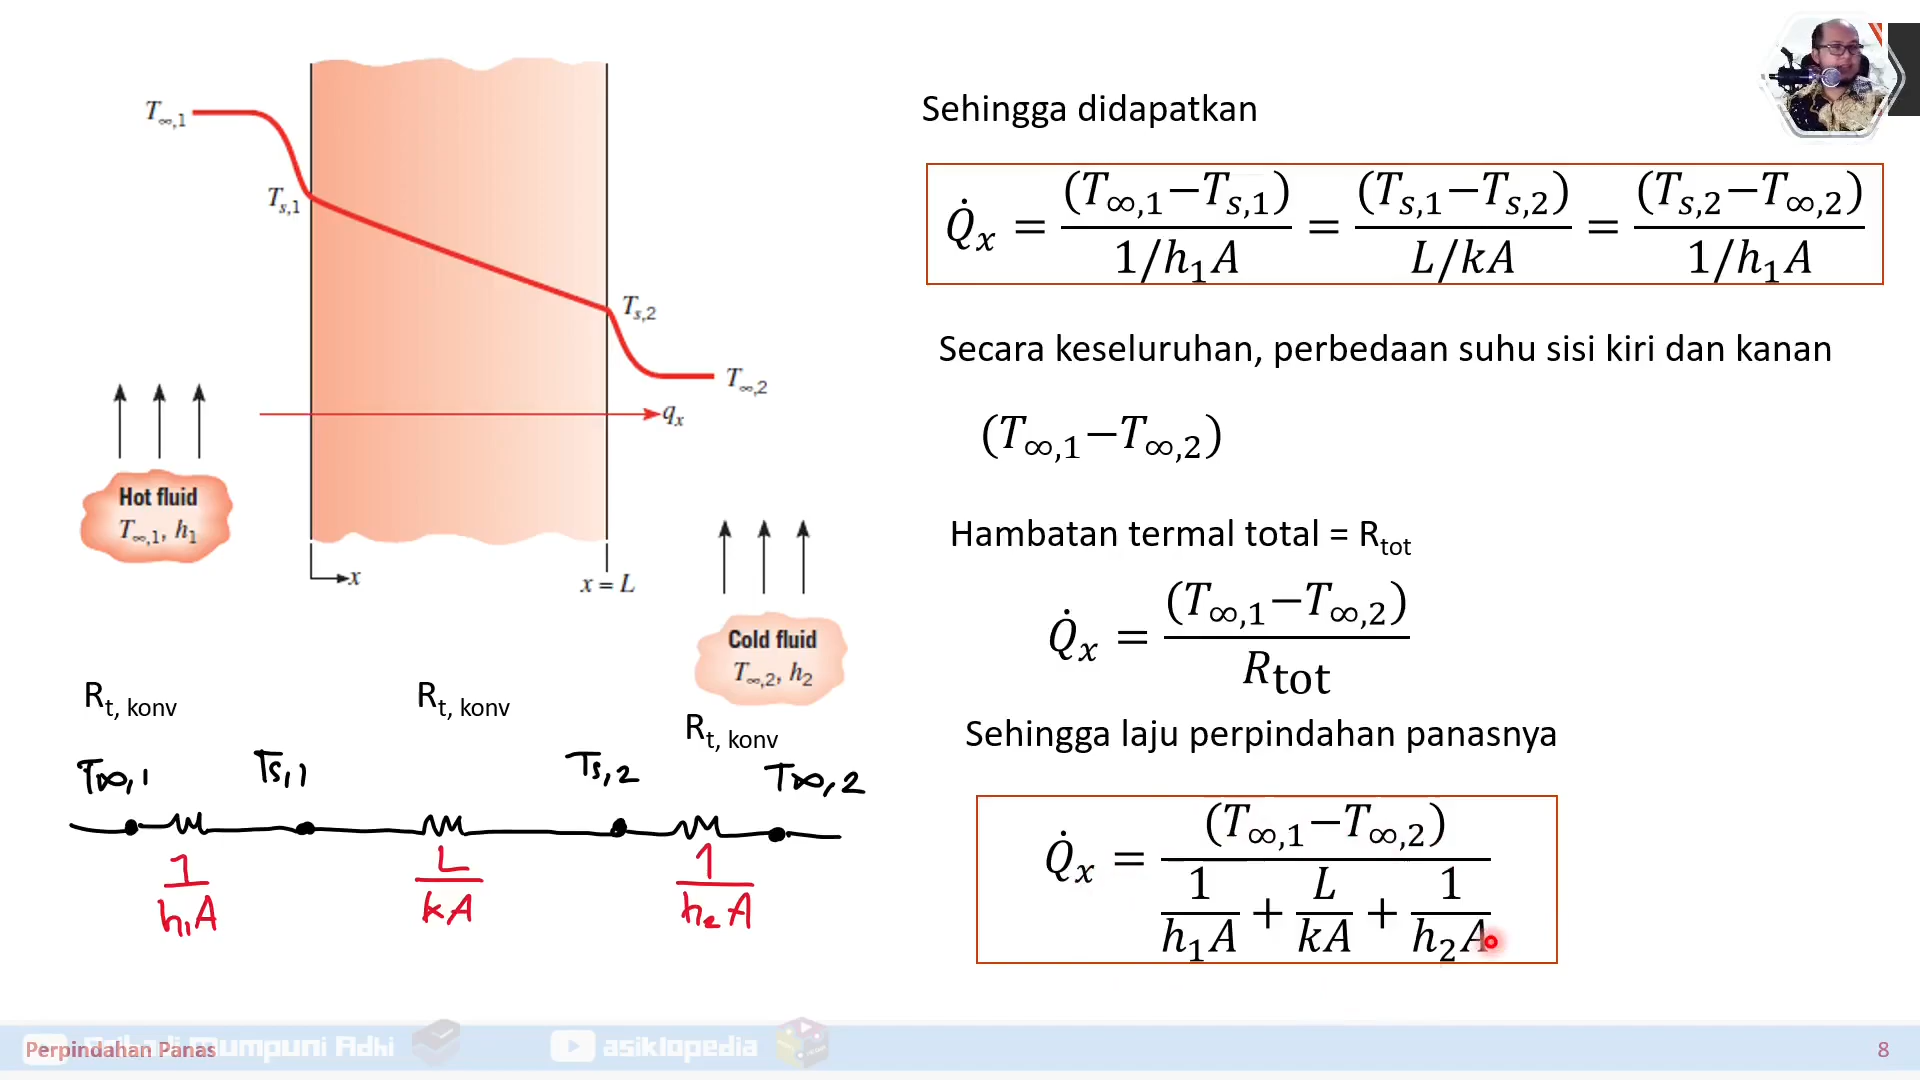 T∞,1
Ts,1
Ts,2
T∞,2
qx
Hot fluid
T∞,1, h1
x
x = L
Cold fluid
T∞,2, h2
Rt, konv
Rt, konv
Rt, konv
T∞,1
Ts,1
Ts,2
T∞,2
1/h1A
L/kA
1/h2A
Sehingga didapatkan
Q̇x = (T∞,1−Ts,1)/(1/h1A) = (Ts,1−Ts,2)/(L/kA) = (Ts,2−T∞,2)/(1/h1A)
Secara keseluruhan, perbedaan suhu sisi kiri dan kanan
(T∞,1−T∞,2)
Hambatan termal total = Rtot
Q̇x = (T∞,1−T∞,2)/Rtot
Sehingga laju perpindahan panasnya
Q̇x = (T∞,1−T∞,2)/(1/h1A + L/kA + 1/h2A)
Perpindahan Panas
Mumpuni Adhi
asiklopedia
8